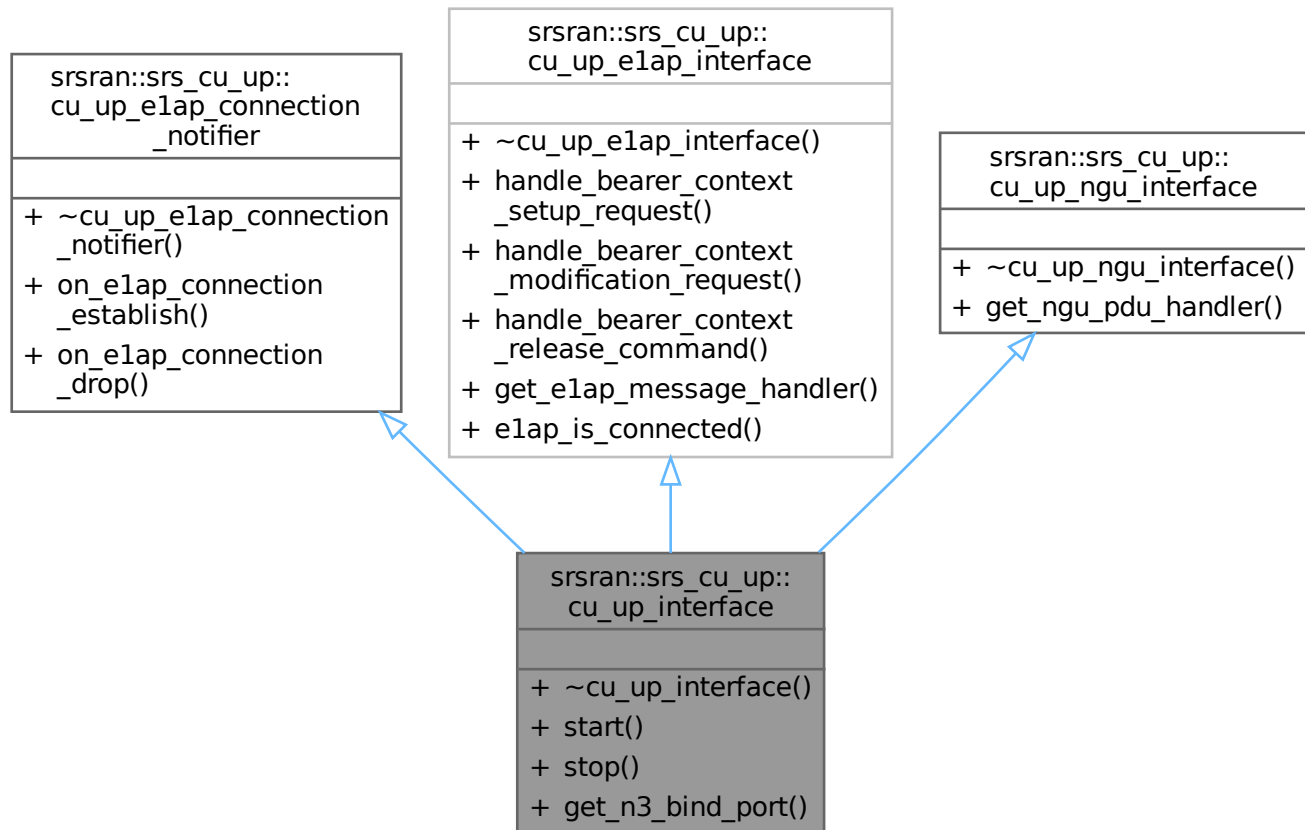 srsran::srs_cu_up::
cu_up_e1ap_connection
_notifier
+ ~cu_up_e1ap_connection
_notifier()
+ on_e1ap_connection
_establish()
+ on_e1ap_connection
_drop()
srsran::srs_cu_up::
cu_up_e1ap_interface
+ ~cu_up_e1ap_interface()
+ handle_bearer_context
_setup_request()
+ handle_bearer_context
_modification_request()
+ handle_bearer_context
_release_command()
+ get_e1ap_message_handler()
+ e1ap_is_connected()
srsran::srs_cu_up::
cu_up_ngu_interface
+ ~cu_up_ngu_interface()
+ get_ngu_pdu_handler()
srsran::srs_cu_up::
cu_up_interface
+ ~cu_up_interface()
+ start()
+ stop()
+ get_n3_bind_port()